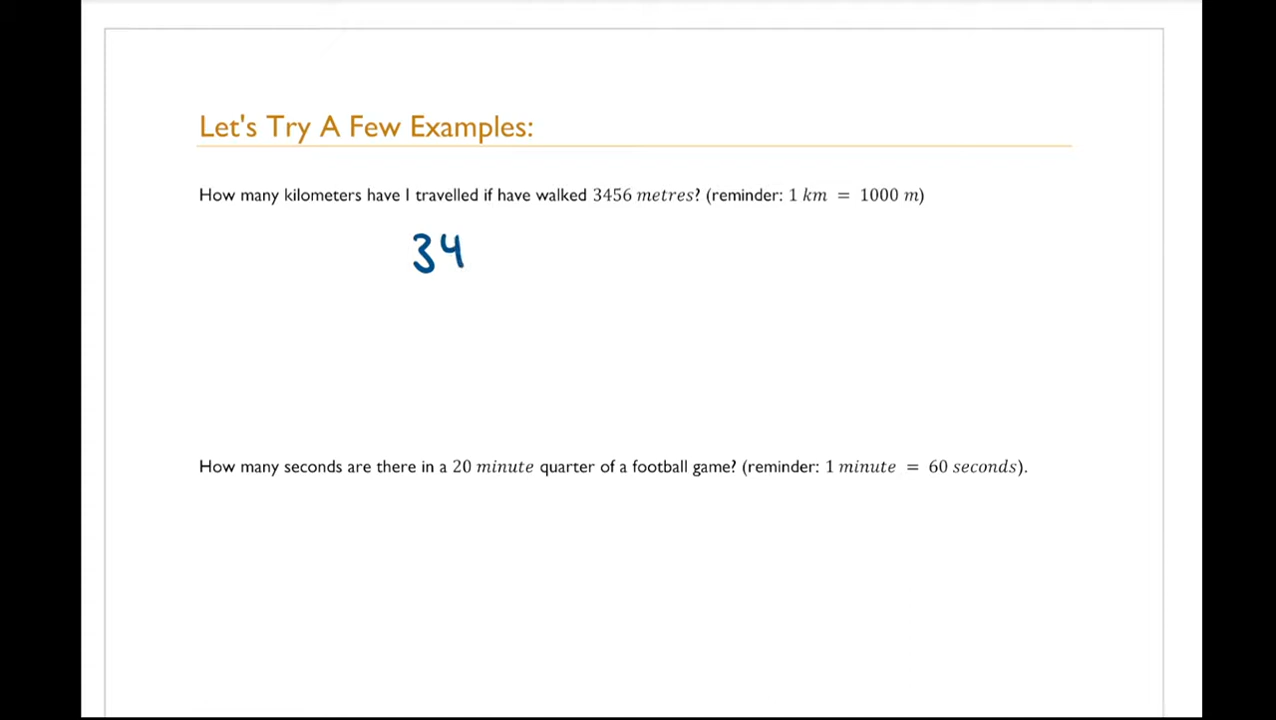 Let's Try A Few Examples:
How many kilometers have I travelled if have walked 3456 metres? (reminder: 1 km = 1000 m)
34
How many seconds are there in a 20 minute quarter of a football game? (reminder: 1 minute = 60 seconds).